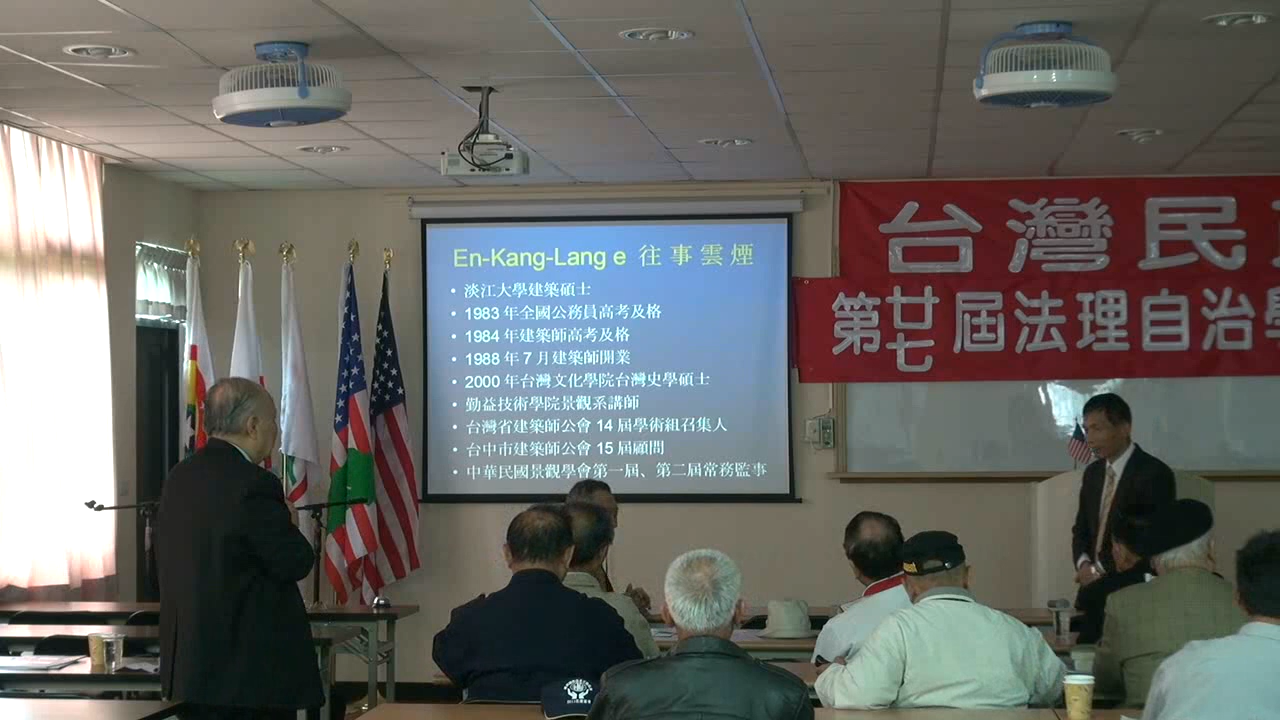 En-Kang-Lang e 往事雲煙
• 淡江大學建築碩士
• 1983 年全國公務員高考及格
• 1984 年建築師高考及格
• 1988 年 7 月建築師開業
• 2000 年台灣文化學院台灣史學碩士
• 勤益技術學院景觀系講師
• 台灣省建築師公會 14 屆學術組召集人
• 台中市建築師公會 15 屆顧問
• 中華民國景觀學會第一屆、第二屆常務監事
台灣民
第廿七屆法理自治學